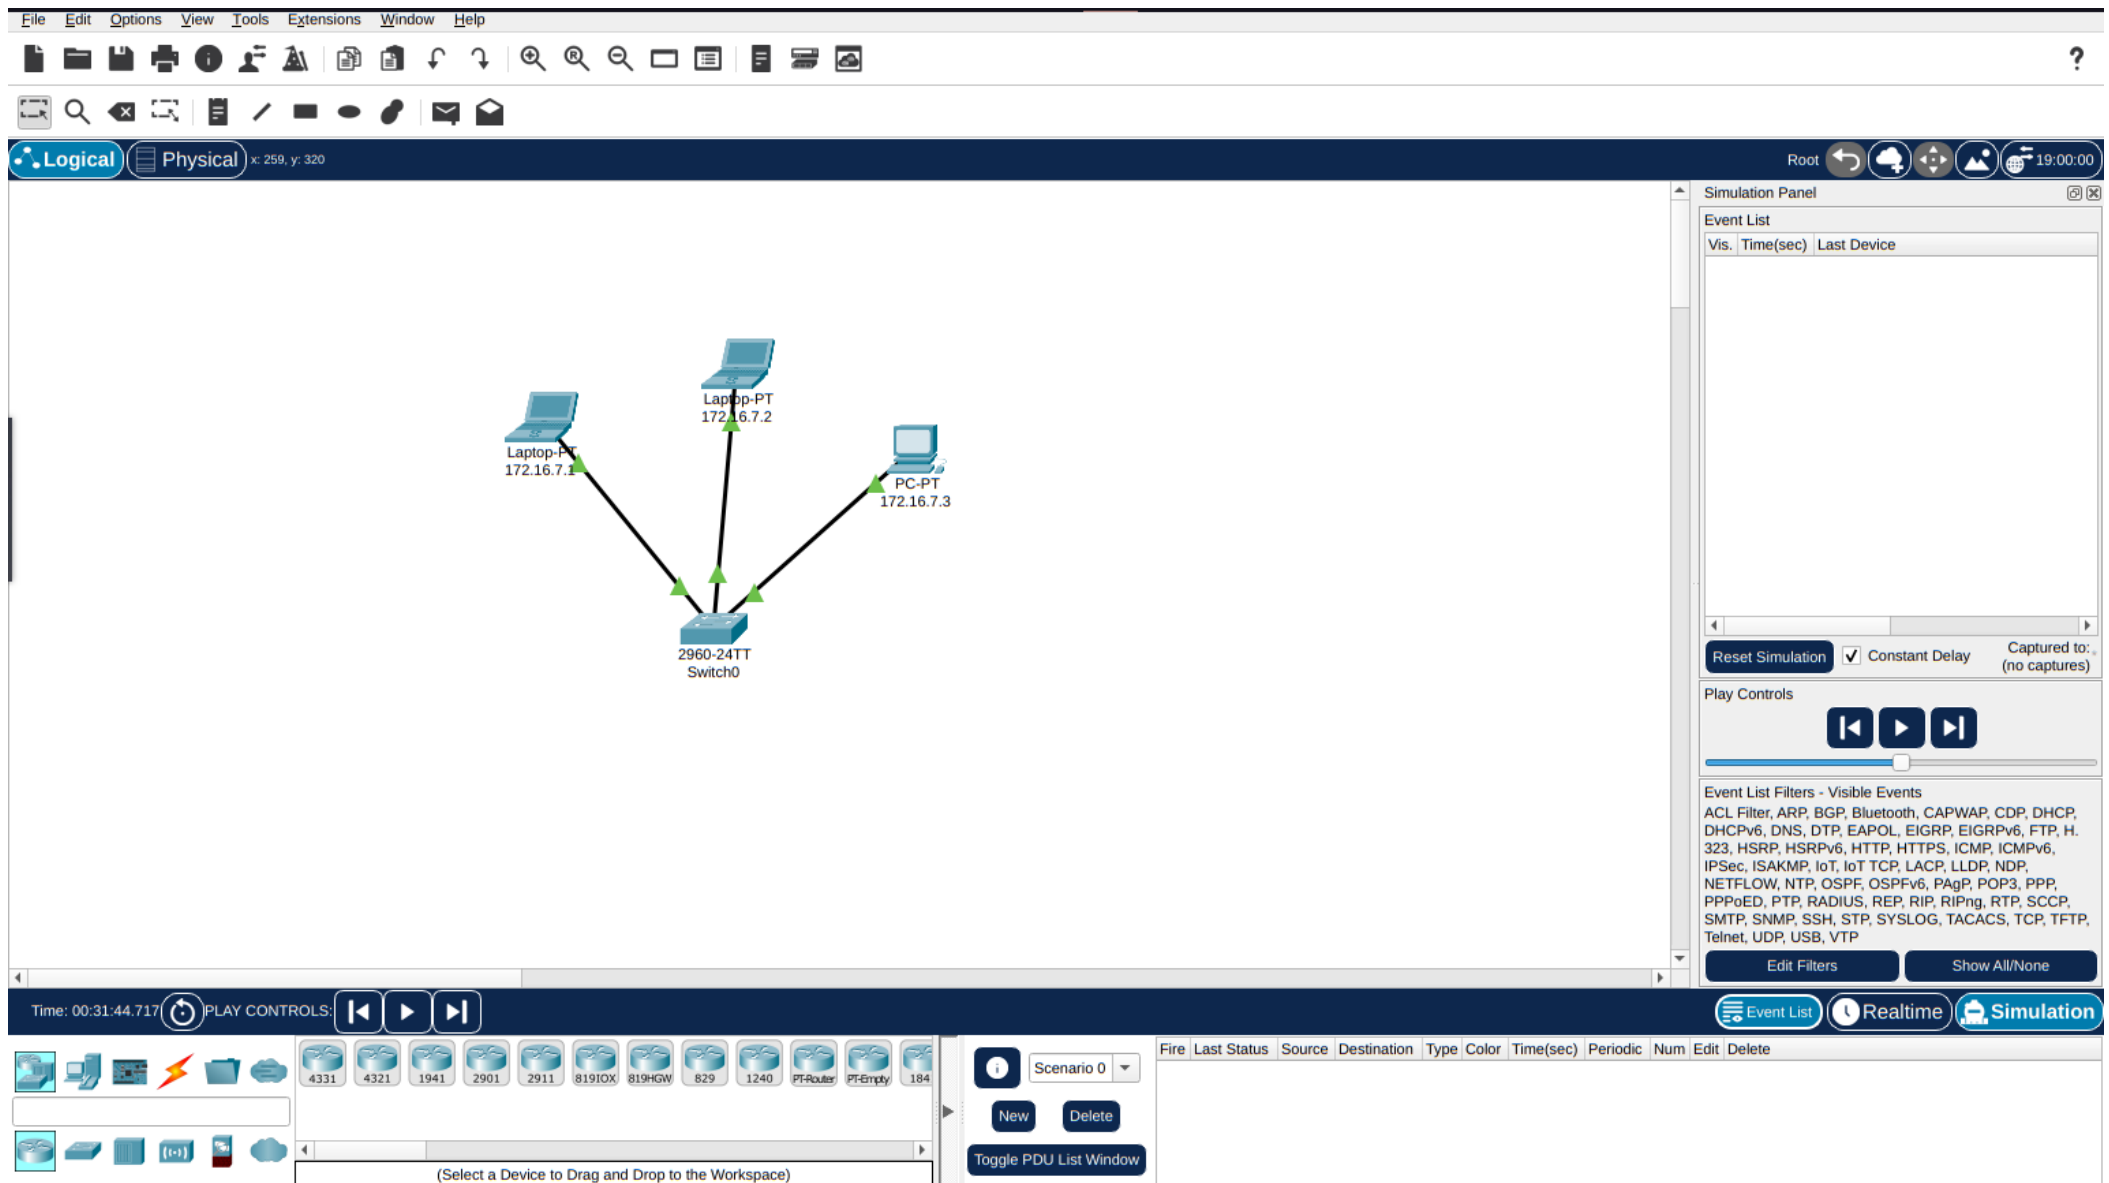 File Edit Options View Tools Extensions Window Help
Logical Physical x: 259, y: 320 Root 19:00:00
Simulation Panel
Event List
Vis. Time(sec) Last Device
Laptop-PT
172.16.7.2
Laptop-PT
172.16.7.1
PC-PT
172.16.7.3
2960-24TT
Switch0
Reset Simulation Constant Delay Captured to:
(no captures)
Play Controls
Event List Filters - Visible Events
ACL Filter, ARP, BGP, Bluetooth, CAPWAP, CDP, DHCP,
DHCPv6, DNS, DTP, EAPOL, EIGRP, EIGRPv6, FTP, H.
323, HSRP, HSRPv6, HTTP, HTTPS, ICMP, ICMPv6,
IPSec, ISAKMP, IoT, IoT TCP, LACP, LLDP, NDP,
NETFLOW, NTP, OSPF, OSPFv6, PAgP, POP3, PPP,
PPPoED, PTP, RADIUS, REP, RIP, RIPng, RTP, SCCP,
SMTP, SNMP, SSH, STP, SYSLOG, TACACS, TCP, TFTP,
Telnet, UDP, USB, VTP
Edit Filters Show All/None
Time: 00:31:44.717 PLAY CONTROLS: Event List Realtime Simulation
4331 4321 1941 2901 2911 819IOX 819HGW 829 1240 PT-Router PT-Empty 184
(Select a Device to Drag and Drop to the Workspace)
Scenario 0
New Delete
Toggle PDU List Window
Fire Last Status Source Destination Type Color Time(sec) Periodic Num Edit Delete